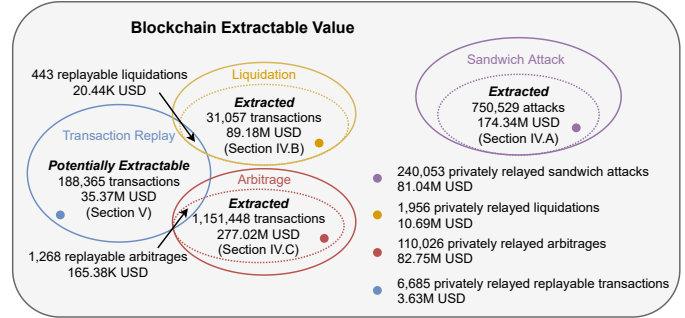 Blockchain Extractable Value
443 replayable liquidations
20.44K USD
Liquidation
Extracted
31,057 transactions
89.18M USD
(Section IV.B)
Sandwich Attack
Extracted
750,529 attacks
174.34M USD
(Section IV.A)
Transaction Replay
Potentially Extractable
188,365 transactions
35.37M USD
(Section V)
Arbitrage
Extracted
1,151,448 transactions
277.02M USD
(Section IV.C)
1,268 replayable arbitrages
165.38K USD
240,053 privately relayed sandwich attacks
81.04M USD
1,956 privately relayed liquidations
10.69M USD
110,026 privately relayed arbitrages
82.75M USD
6,685 privately relayed replayable transactions
3.63M USD